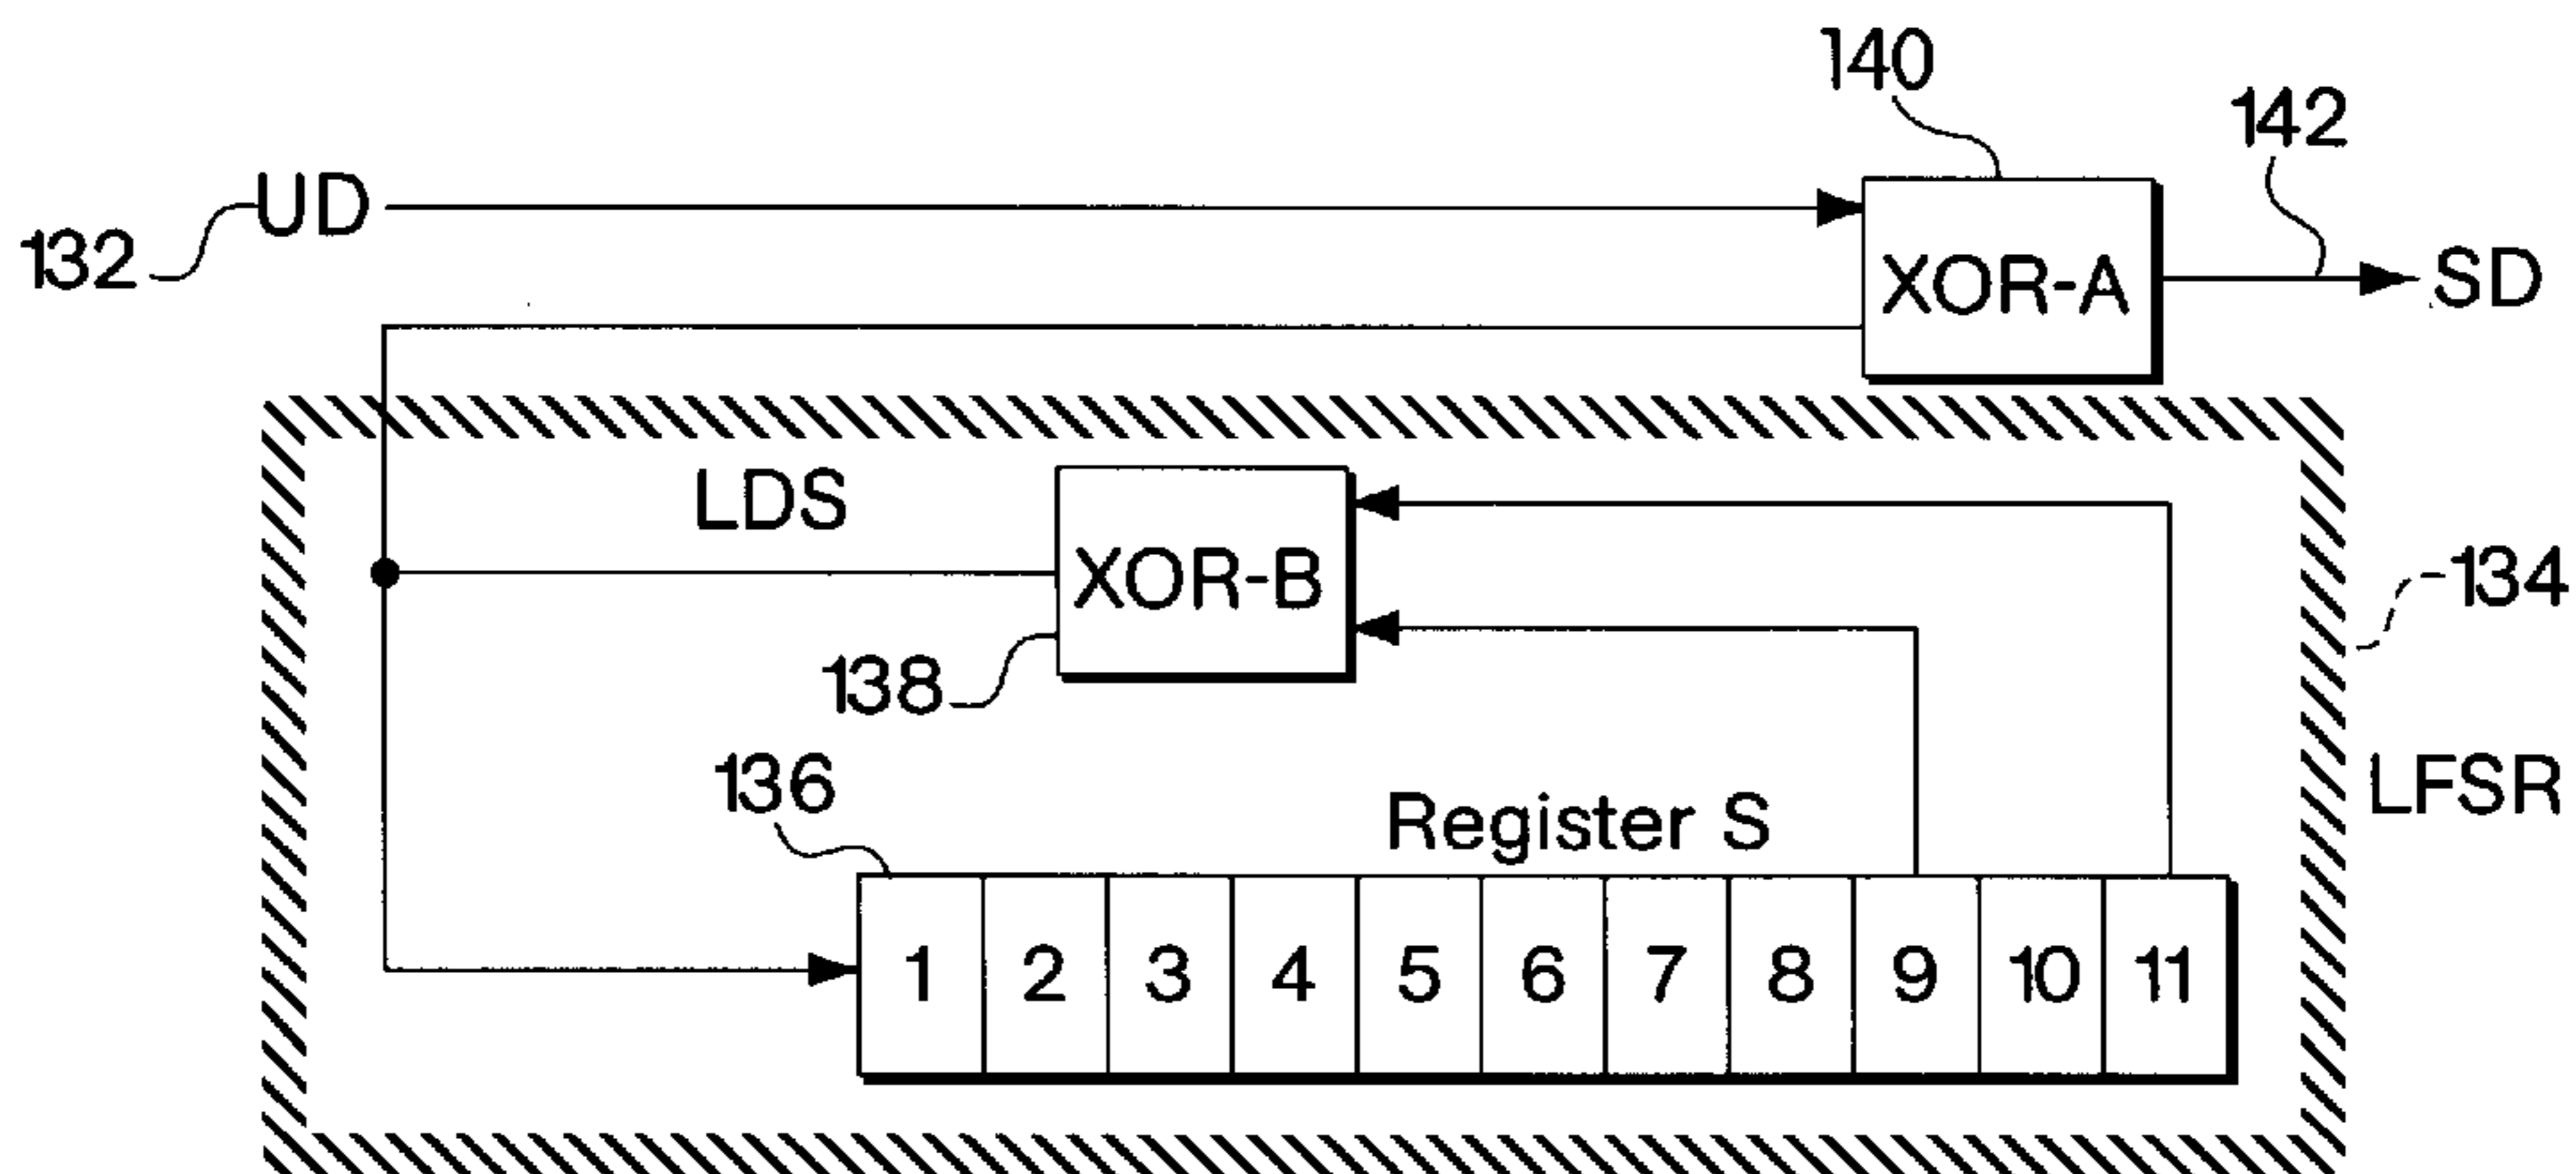 140
142
UD
132
XOR-A
SD
LDS
XOR-B
134
138
136
Register S
LFSR
1 2 3 4 5 6 7 8 9 10 11